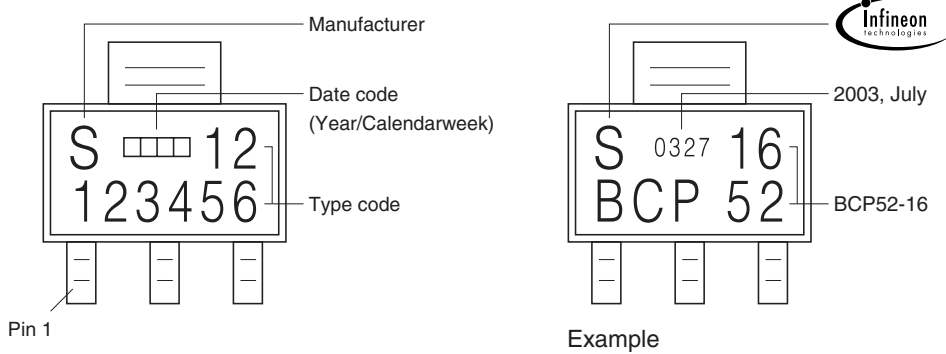 Manufacturer
Date code
(Year/Calendarweek)
S 12
123456
Type code
Pin 1
Infineon
technologies
2003, July
S 0327 16
BCP 52
BCP52-16
Example